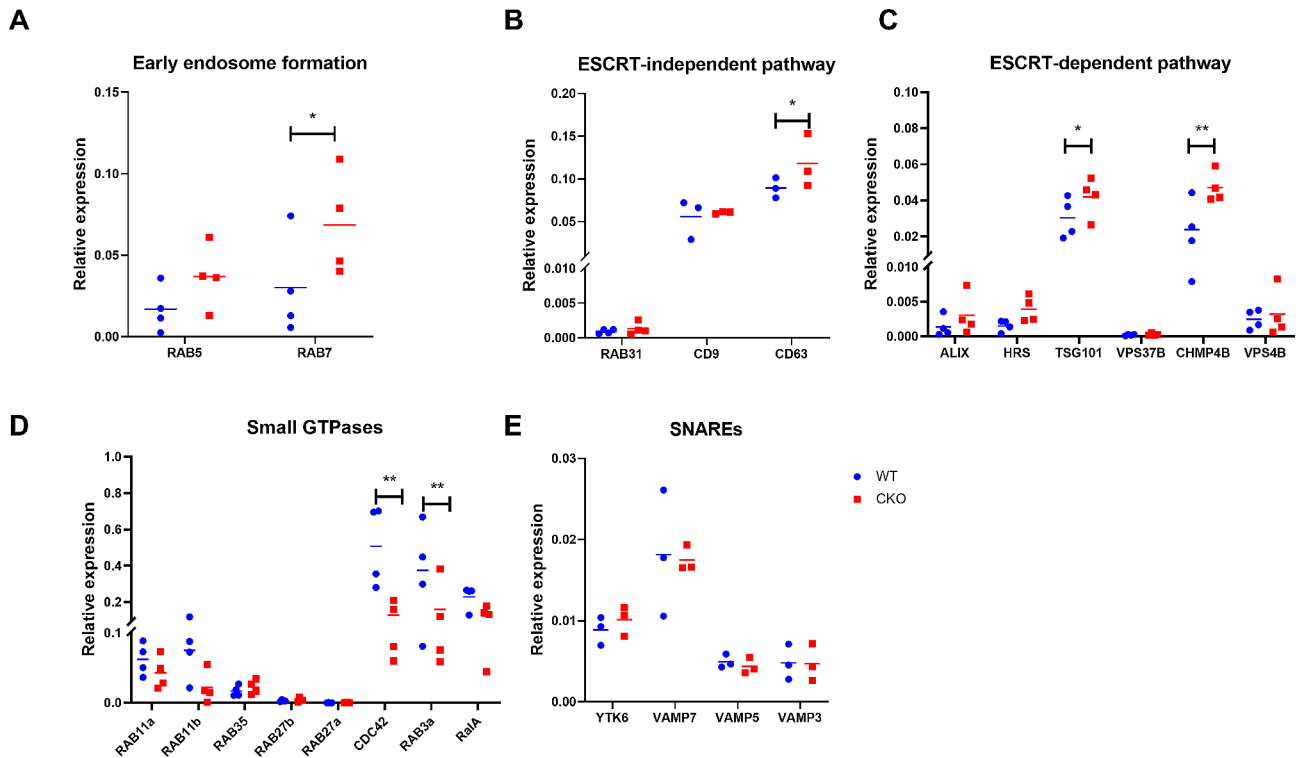 A
Early endosome formation
Relative expression
0.15
0.10
0.05
0.00
*
RAB5 RAB7
B
ESCRT-independent pathway
Relative expression
0.20
0.15
0.10
0.05
0.010
0.005
0.000
*
RAB31 CD9 CD63
C
ESCRT-dependent pathway
Relative expression
0.10
0.08
0.06
0.04
0.02
0.010
0.005
0.000
* **
ALIX HRS TSG101 VPS37B CHMP4B VPS4B
D
Small GTPases
Relative expression
1.0
0.8
0.6
0.4
0.2
0.1
0.0
** **
RAB11a RAB11b RAB35 RAB27b RAB27a CDC42 RAB3a RalA
E
SNAREs
Relative expression
0.03
0.02
0.01
0.00
YTK6 VAMP7 VAMP5 VAMP3
WT
CKO